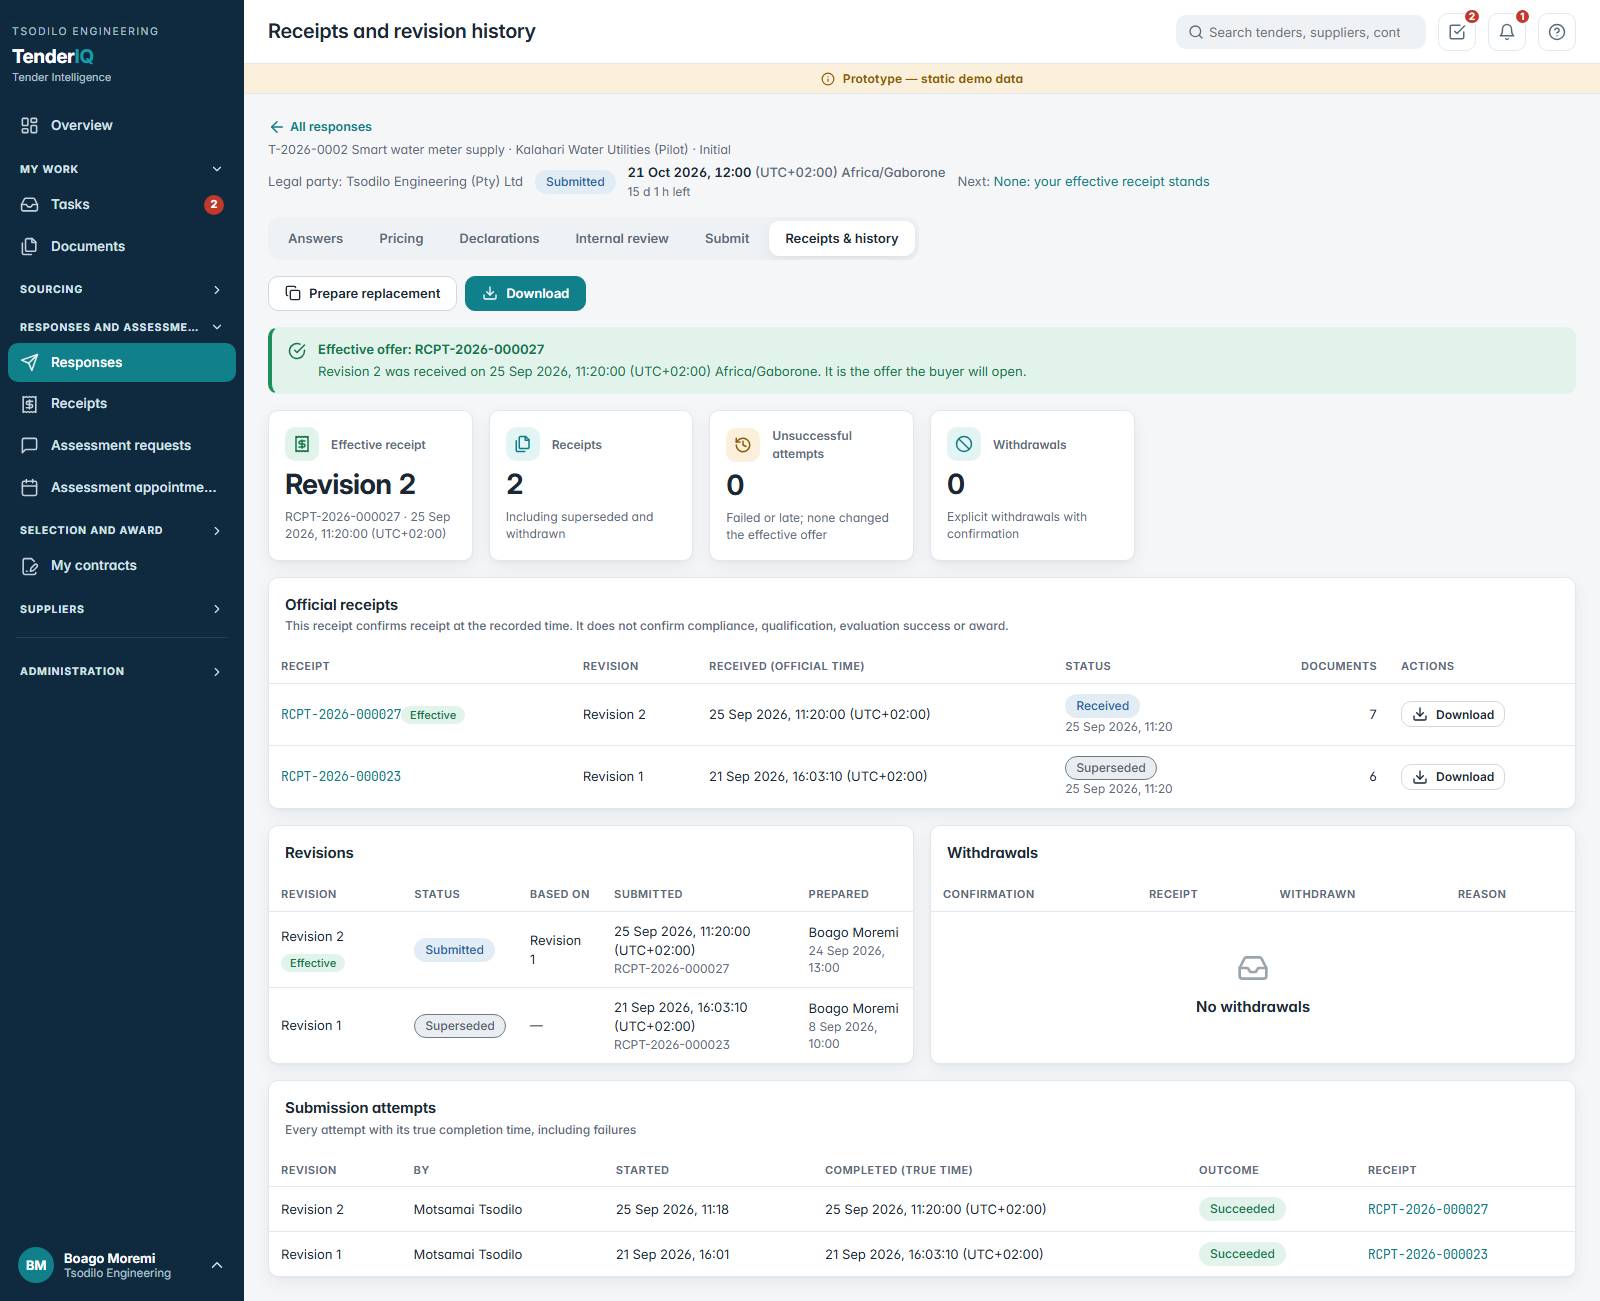 TSODILO ENGINEERING
TenderIQ
Tender Intelligence
Overview
MY WORK
Tasks
2
Documents
SOURCING
RESPONSES AND ASSESSME...
Responses
Receipts
Assessment requests
Assessment appointme...
SELECTION AND AWARD
My contracts
SUPPLIERS
ADMINISTRATION
BM
Boago Moremi
Tsodilo Engineering
Receipts and revision history
Search tenders, suppliers, cont
2
1
Prototype — static demo data
All responses
T-2026-0002 Smart water meter supply · Kalahari Water Utilities (Pilot) · Initial
Legal party: Tsodilo Engineering (Pty) Ltd
Submitted
21 Oct 2026, 12:00 (UTC+02:00) Africa/Gaborone
15 d 1 h left
Next: None: your effective receipt stands
Answers
Pricing
Declarations
Internal review
Submit
Receipts & history
Prepare replacement
Download
Effective offer: RCPT-2026-000027
Revision 2 was received on 25 Sep 2026, 11:20:00 (UTC+02:00) Africa/Gaborone. It is the offer the buyer will open.
Effective receipt
Revision 2
RCPT-2026-000027 · 25 Sep
2026, 11:20:00 (UTC+02:00)
Receipts
2
Including superseded and
withdrawn
Unsuccessful
attempts
0
Failed or late; none changed
the effective offer
Withdrawals
0
Explicit withdrawals with
confirmation
Official receipts
This receipt confirms receipt at the recorded time. It does not confirm compliance, qualification, evaluation success or award.
RECEIPT REVISION RECEIVED (OFFICIAL TIME) STATUS DOCUMENTS ACTIONS
RCPT-2026-000027 Effective Revision 2 25 Sep 2026, 11:20:00 (UTC+02:00) Received 7 Download
25 Sep 2026, 11:20
RCPT-2026-000023 Revision 1 21 Sep 2026, 16:03:10 (UTC+02:00) Superseded 6 Download
25 Sep 2026, 11:20
Revisions
REVISION STATUS BASED ON SUBMITTED PREPARED
Revision 2
Effective
Submitted
Revision
1
25 Sep 2026, 11:20:00
(UTC+02:00)
RCPT-2026-000027
Boago Moremi
24 Sep 2026,
13:00
Revision 1
Superseded
—
21 Sep 2026, 16:03:10
(UTC+02:00)
RCPT-2026-000023
Boago Moremi
8 Sep 2026,
10:00
Withdrawals
CONFIRMATION RECEIPT WITHDRAWN REASON
No withdrawals
Submission attempts
Every attempt with its true completion time, including failures
REVISION BY STARTED COMPLETED (TRUE TIME) OUTCOME RECEIPT
Revision 2 Motsamai Tsodilo 25 Sep 2026, 11:18 25 Sep 2026, 11:20:00 (UTC+02:00) Succeeded RCPT-2026-000027
Revision 1 Motsamai Tsodilo 21 Sep 2026, 16:01 21 Sep 2026, 16:03:10 (UTC+02:00) Succeeded RCPT-2026-000023